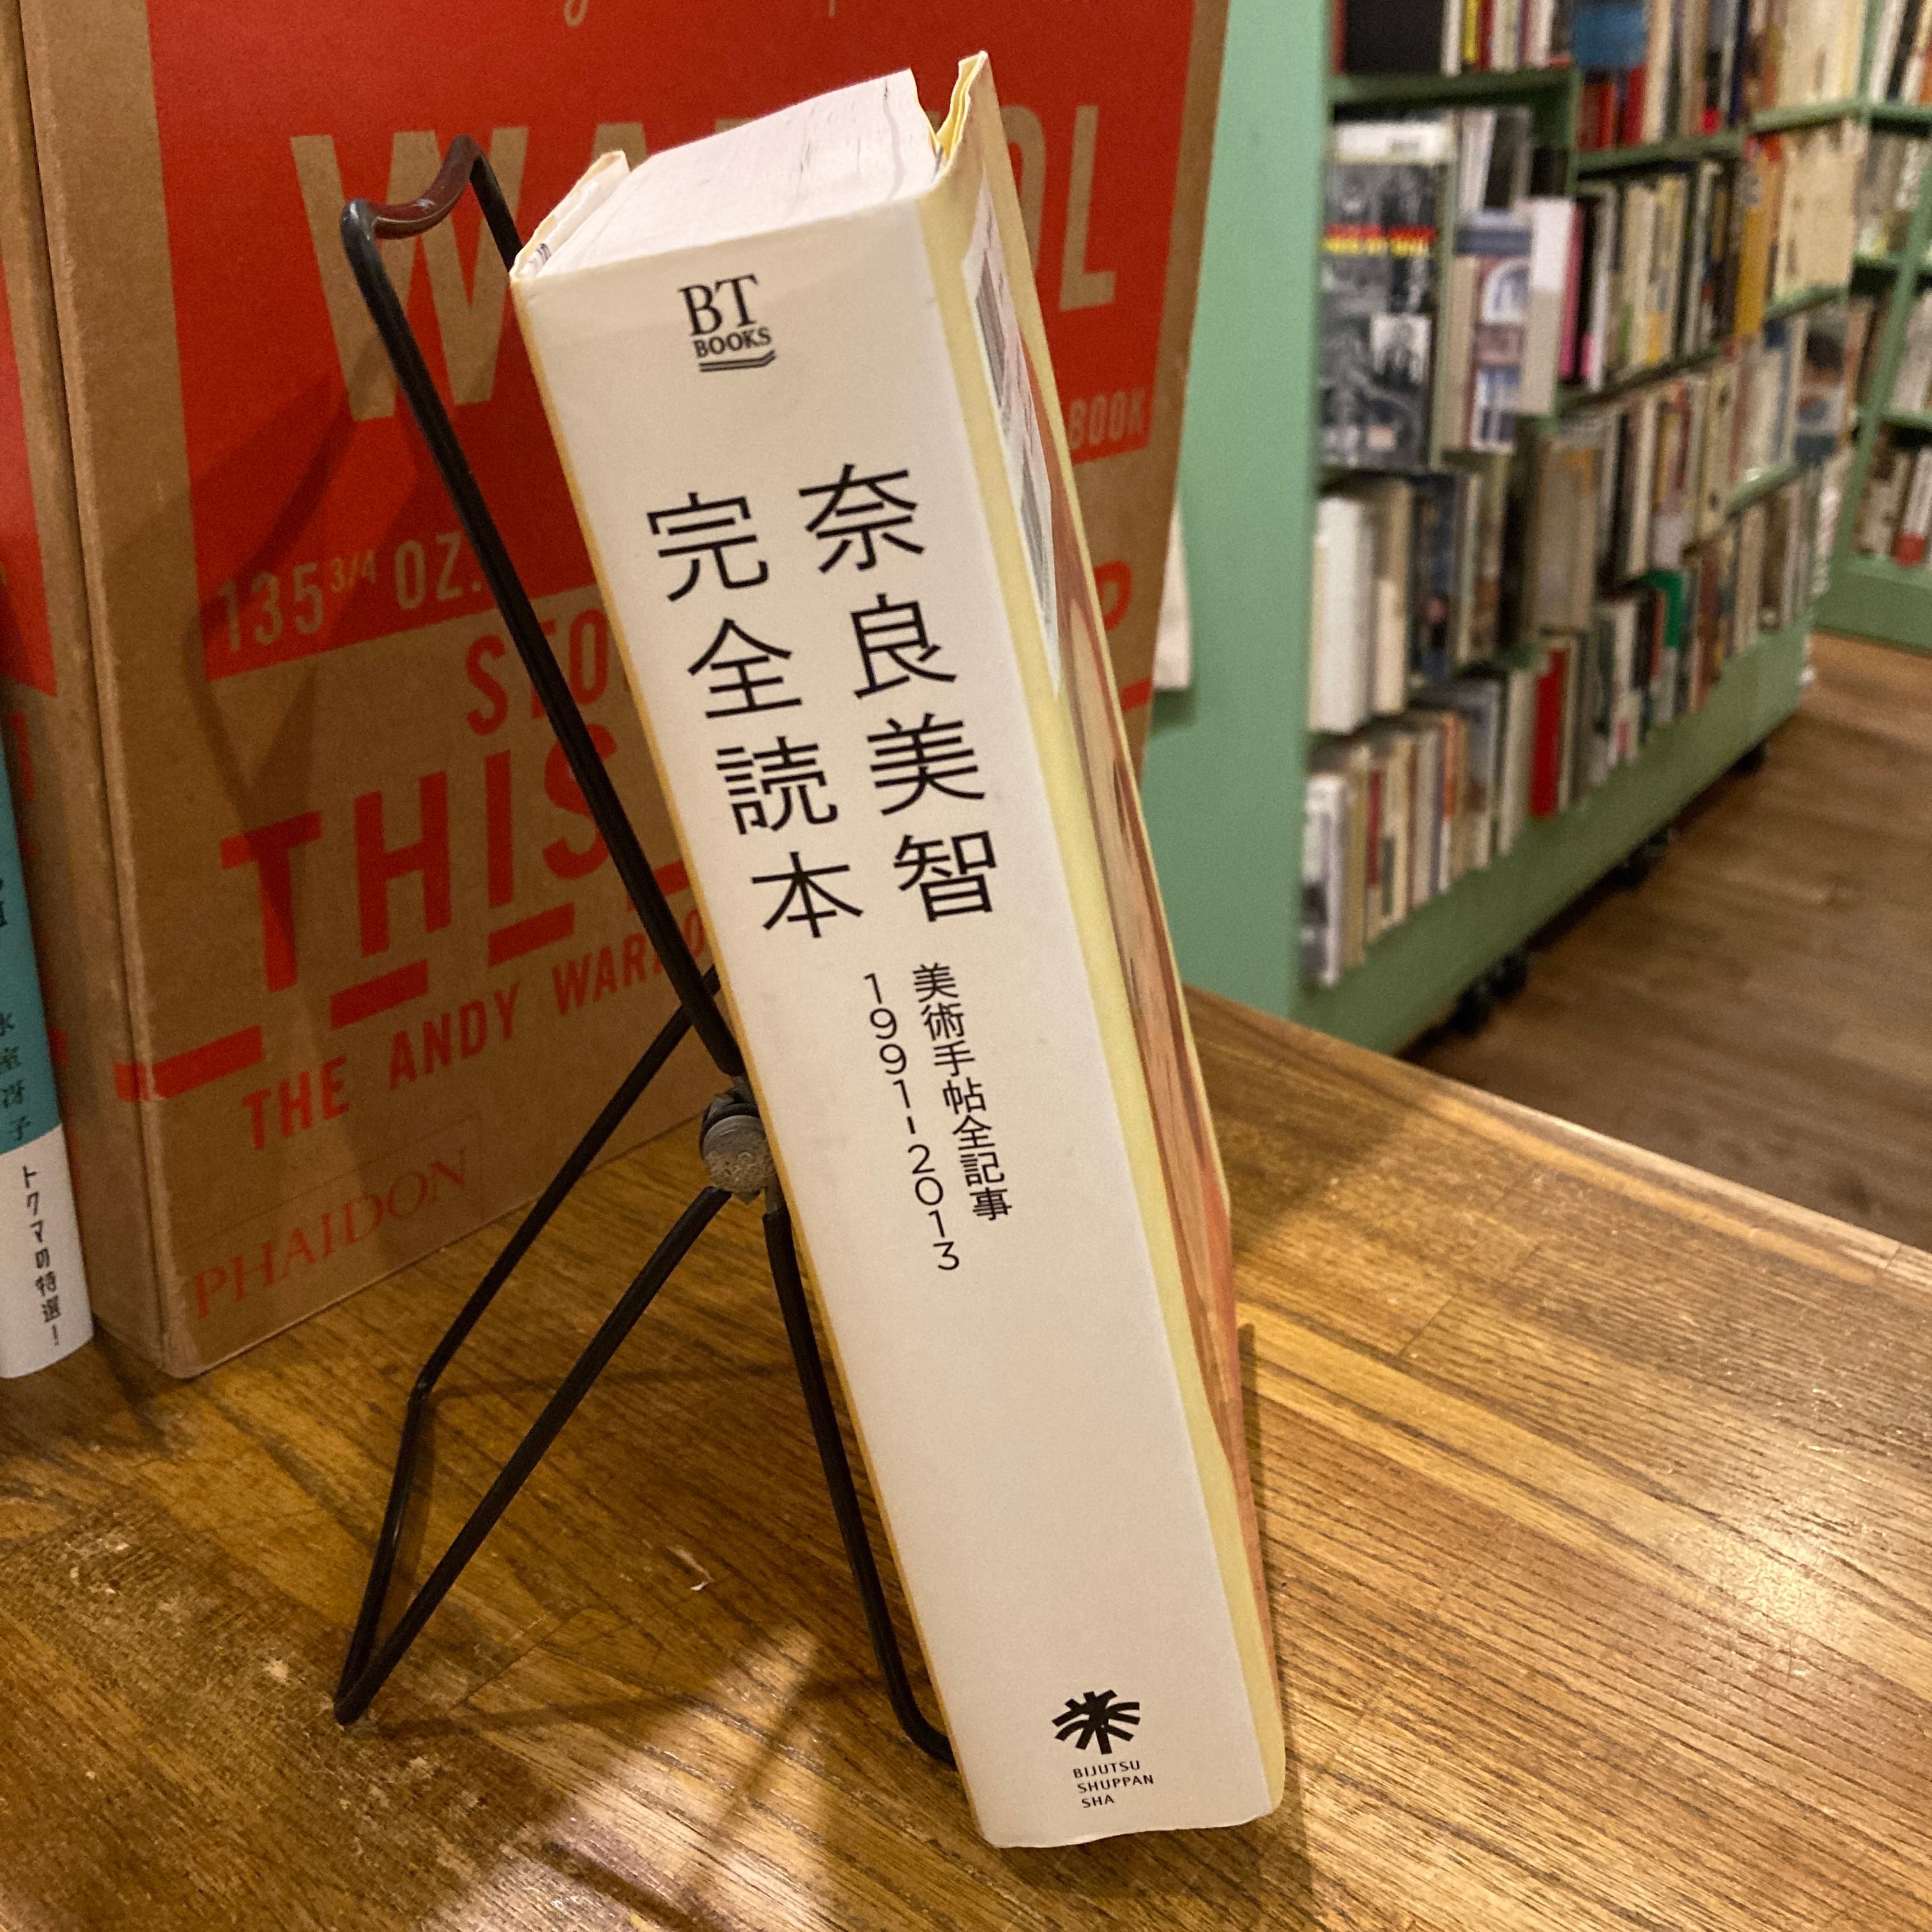 BT
BOOKS
奈良美智
完全読本
美術手帖全記事
1991-2013
BIJUTSU
SHUPPAN
SHA
BOOK
135 3/4 OZ.
THIS
THE ANDY
PHAIDON
トクマの特選!